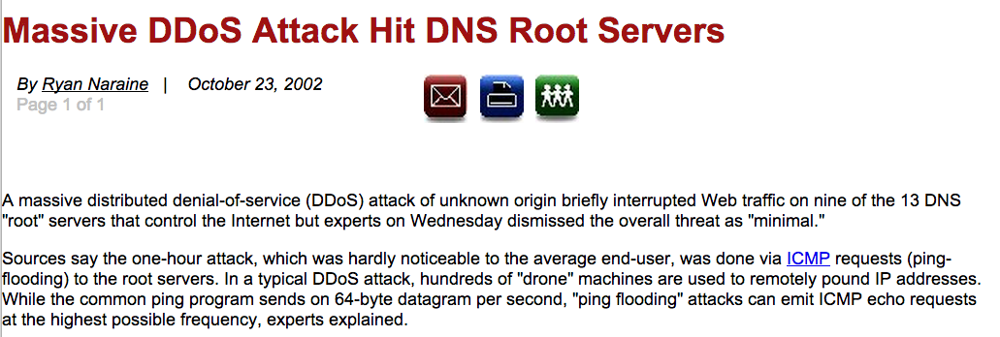 Massive DDoS Attack Hit DNS Root Servers
By Ryan Naraine | October 23, 2002
Page 1 of 1
A massive distributed denial-of-service (DDoS) attack of unknown origin briefly interrupted Web traffic on nine of the 13 DNS
"root" servers that control the Internet but experts on Wednesday dismissed the overall threat as "minimal."
Sources say the one-hour attack, which was hardly noticeable to the average end-user, was done via ICMP requests (ping-
flooding) to the root servers. In a typical DDoS attack, hundreds of "drone" machines are used to remotely pound IP addresses.
While the common ping program sends on 64-byte datagram per second, "ping flooding" attacks can emit ICMP echo requests
at the highest possible frequency, experts explained.